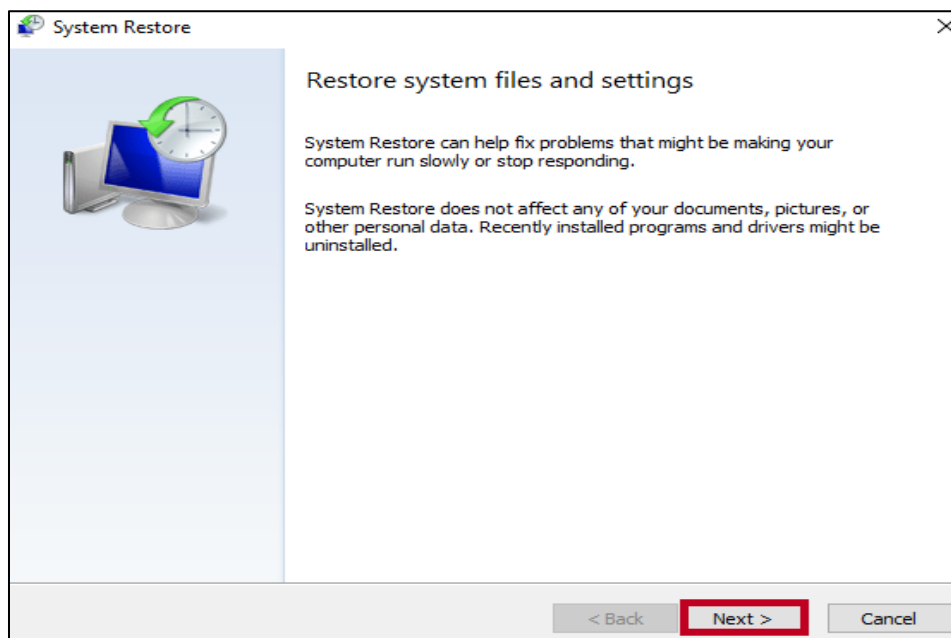 System Restore
Restore system files and settings
System Restore can help fix problems that might be making your
computer run slowly or stop responding.
System Restore does not affect any of your documents, pictures, or
other personal data. Recently installed programs and drivers might be
uninstalled.
< Back Next > Cancel